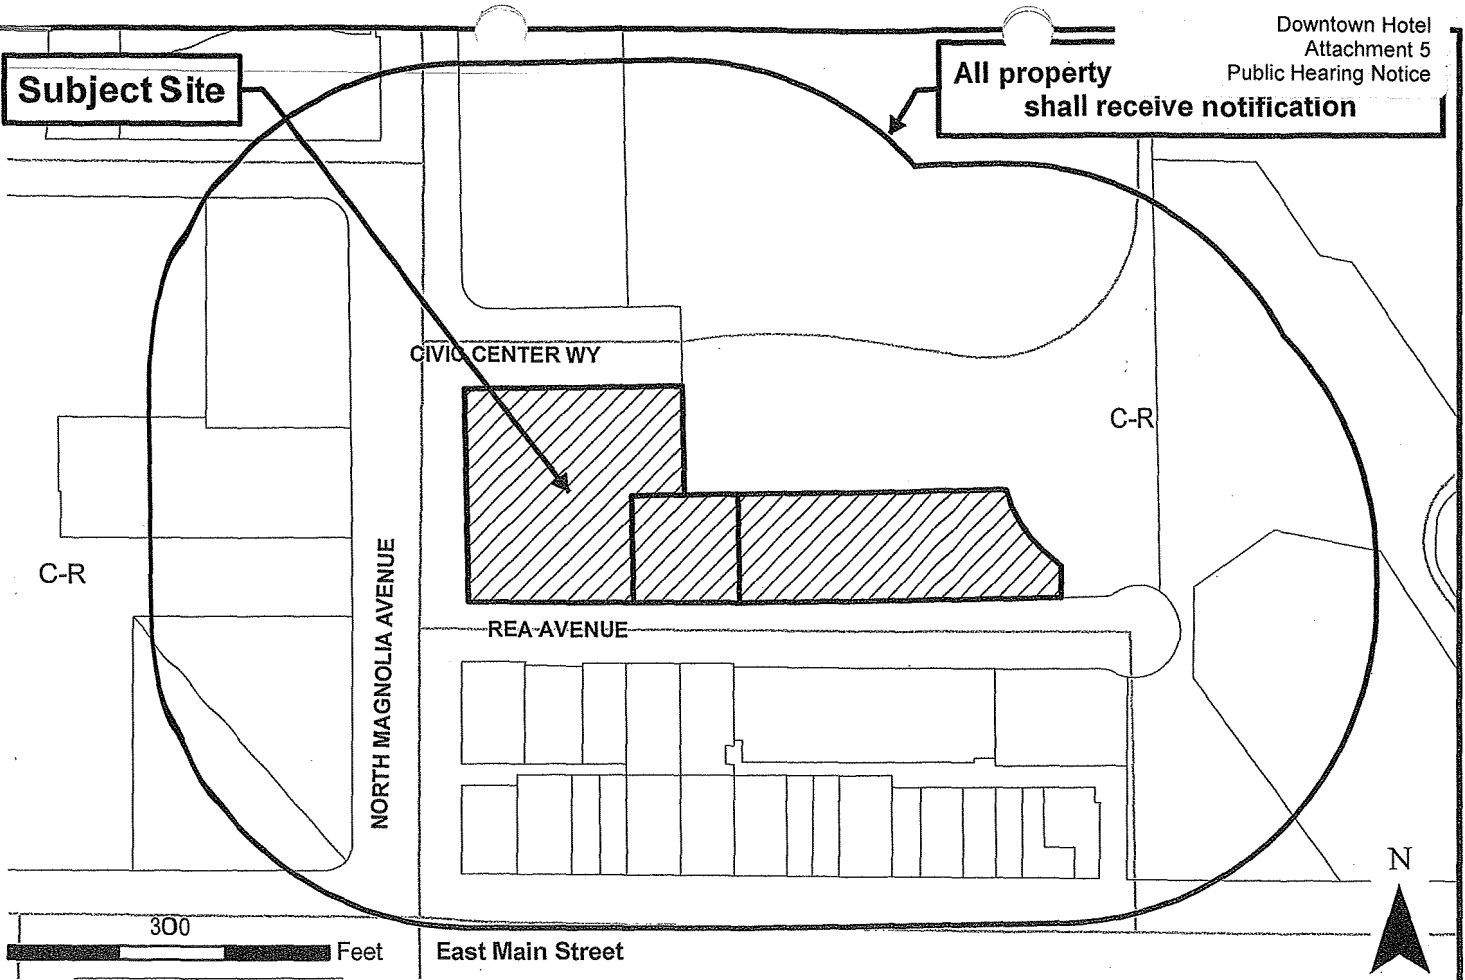 Downtown Hotel
Attachment 5
Public Hearing Notice
Subject Site
All property
shall receive notification
CIVIC CENTER WY
C-R
C-R
NORTH MAGNOLIA AVENUE
REA AVENUE
N
300
Feet
East Main Street